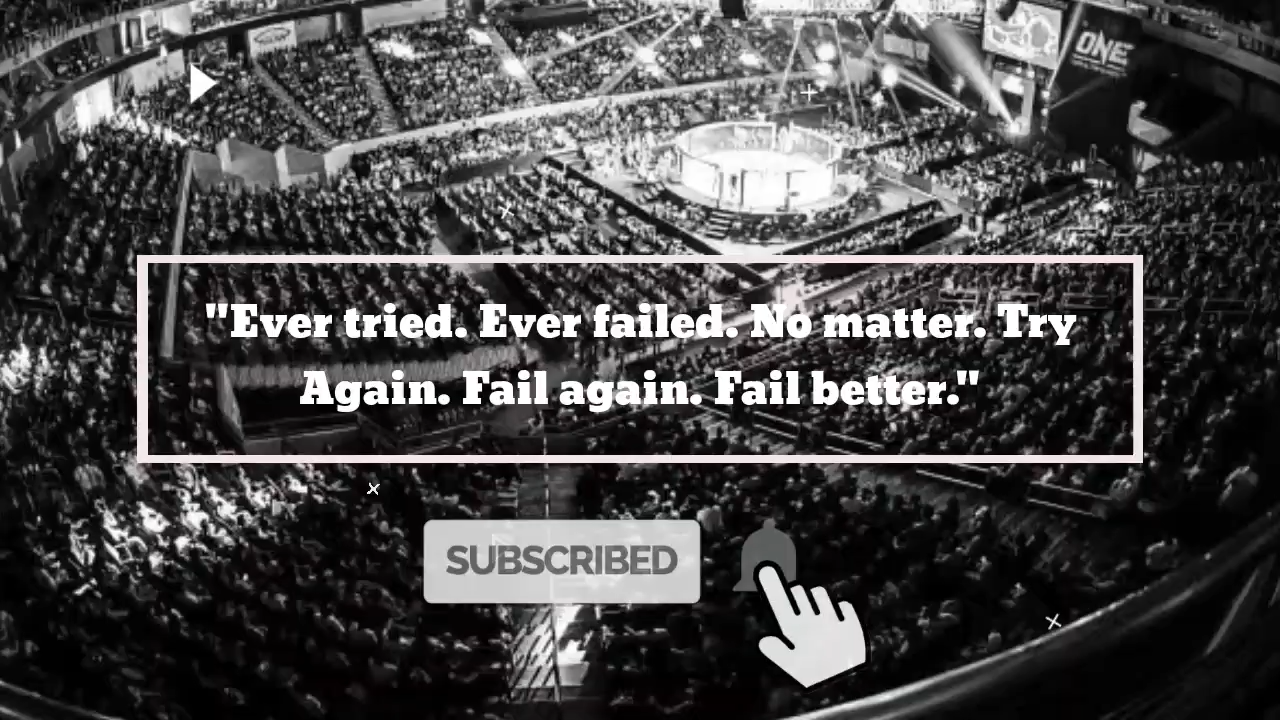 ONE
"Ever tried. Ever failed. No matter. Try
Again. Fail again. Fail better."
SUBSCRIBED